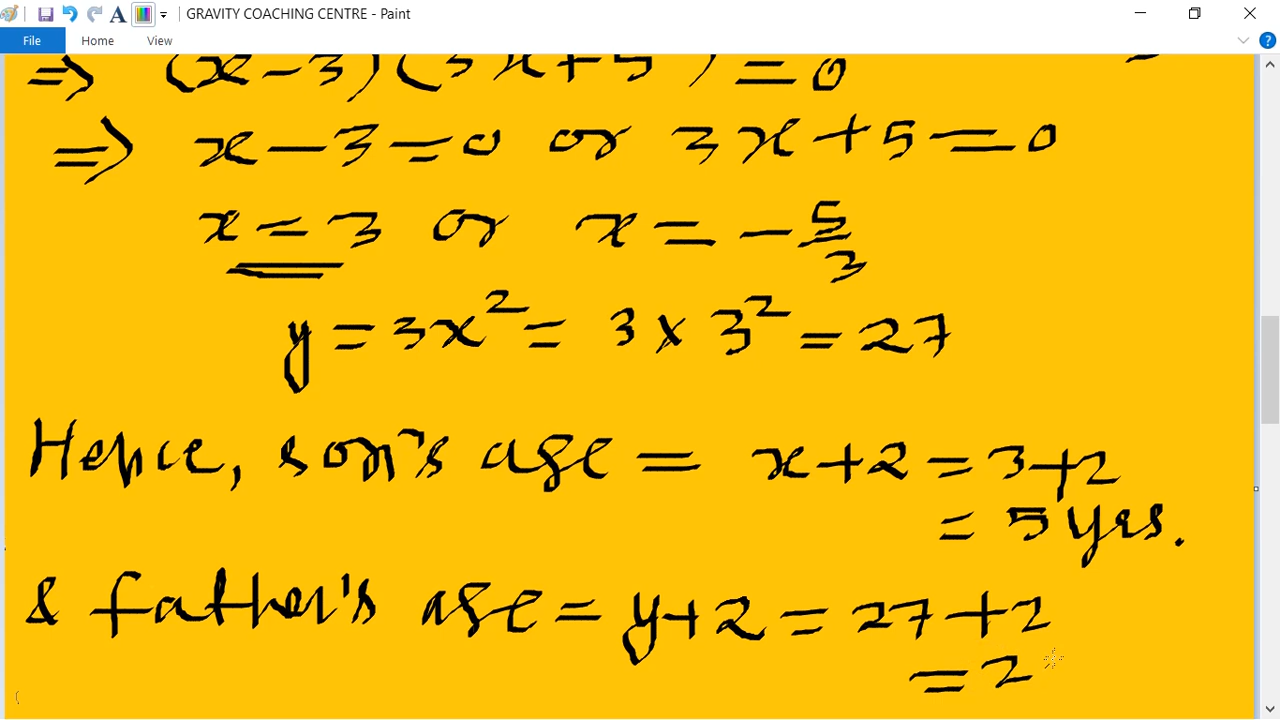 GRAVITY COACHING CENTRE - Paint
File Home View
=> (x-3)(3x+5)=0
=> x-3=0 or 3x+5=0
x=3 or x=-5/3
y=3x²=3×3²=27
Hence, son's age = x+2=3+2
= 5 yrs.
& father's age = y+2=27+2
= 2